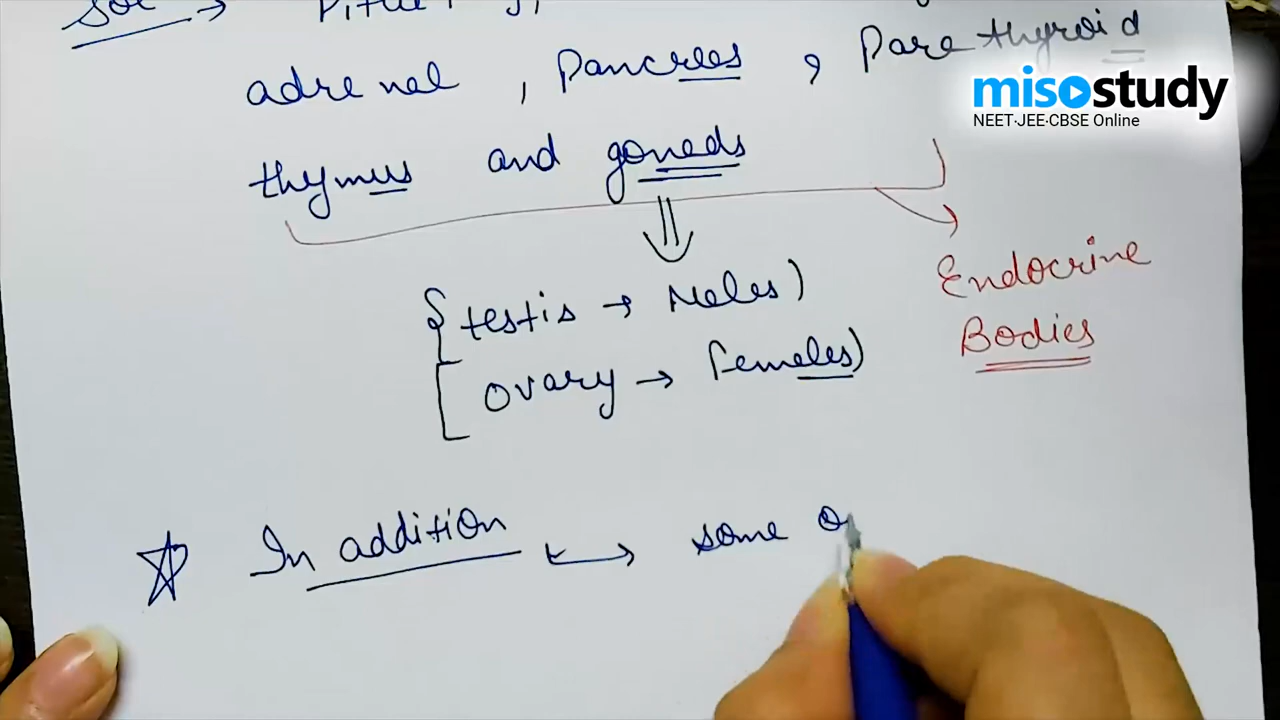 Sol →
adrenal , Pancreas , Parathyroid
thymus and gonads
{ testis → Males)
[ Ovary → Females)
Endocrine
Bodies
☆ In addition ↔ some o
misostudy
NEET·JEE·CBSE Online